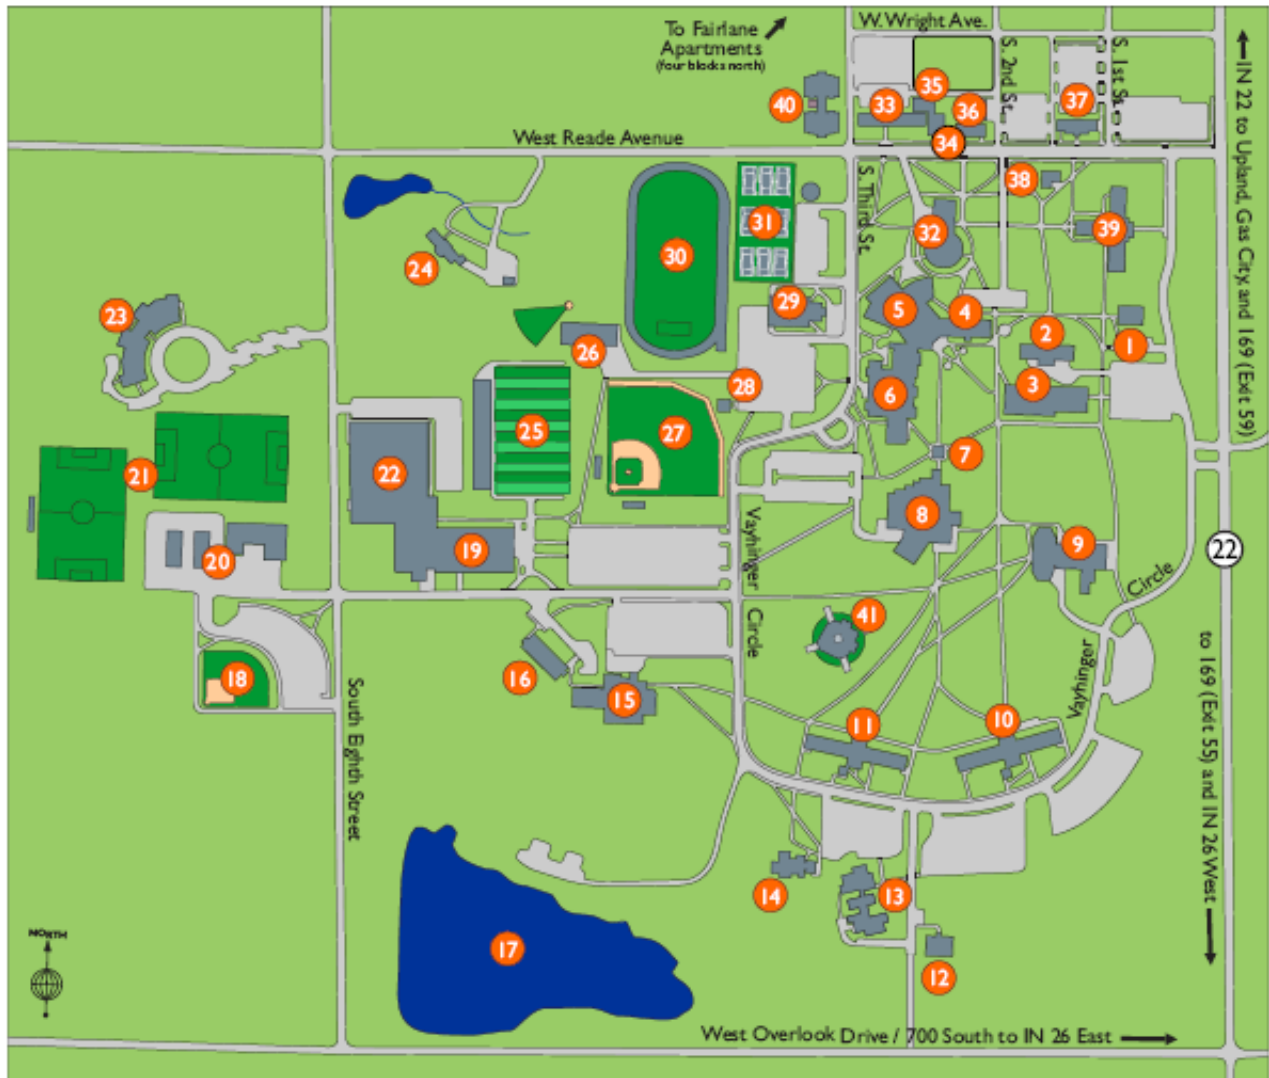 W. Wright Ave.
To Fairlane
Apartments
(four blocks north)
S. 2nd St.
S. 1st St.
IN 22 to Upland, Gas City, and 169 (Exit 59)
35
37
40
33
36
West Reade Avenue
34
38
S. Third St.
31
32
39
30
24
29
23
5
4
2
26
1
28
3
6
25
27
21
22
7
8
Vayhinger
Circle
9
22
19
20
Circle
41
to 169 (Exit 55) and IN 26 West
16
18
15
South Eighth Street
Vayhinger
11
10
14
13
NORTH
17
12
West Overlook Drive / 700 South to IN 26 East